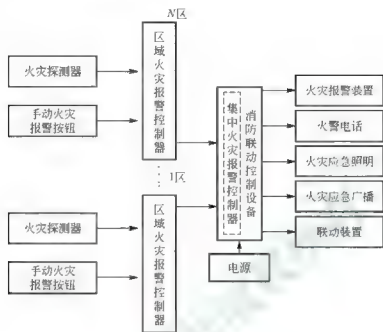 N区
火灾探测器
手动火灾
报警按钮
区域火灾报警控制器
1区
火灾探测器
手动火灾
报警按钮
区域火灾报警控制器
集中火灾报警控制器
消防联动控制设备
电源
火灾报警装置
火警电话
火灾应急照明
火灾应急广播
联动装置